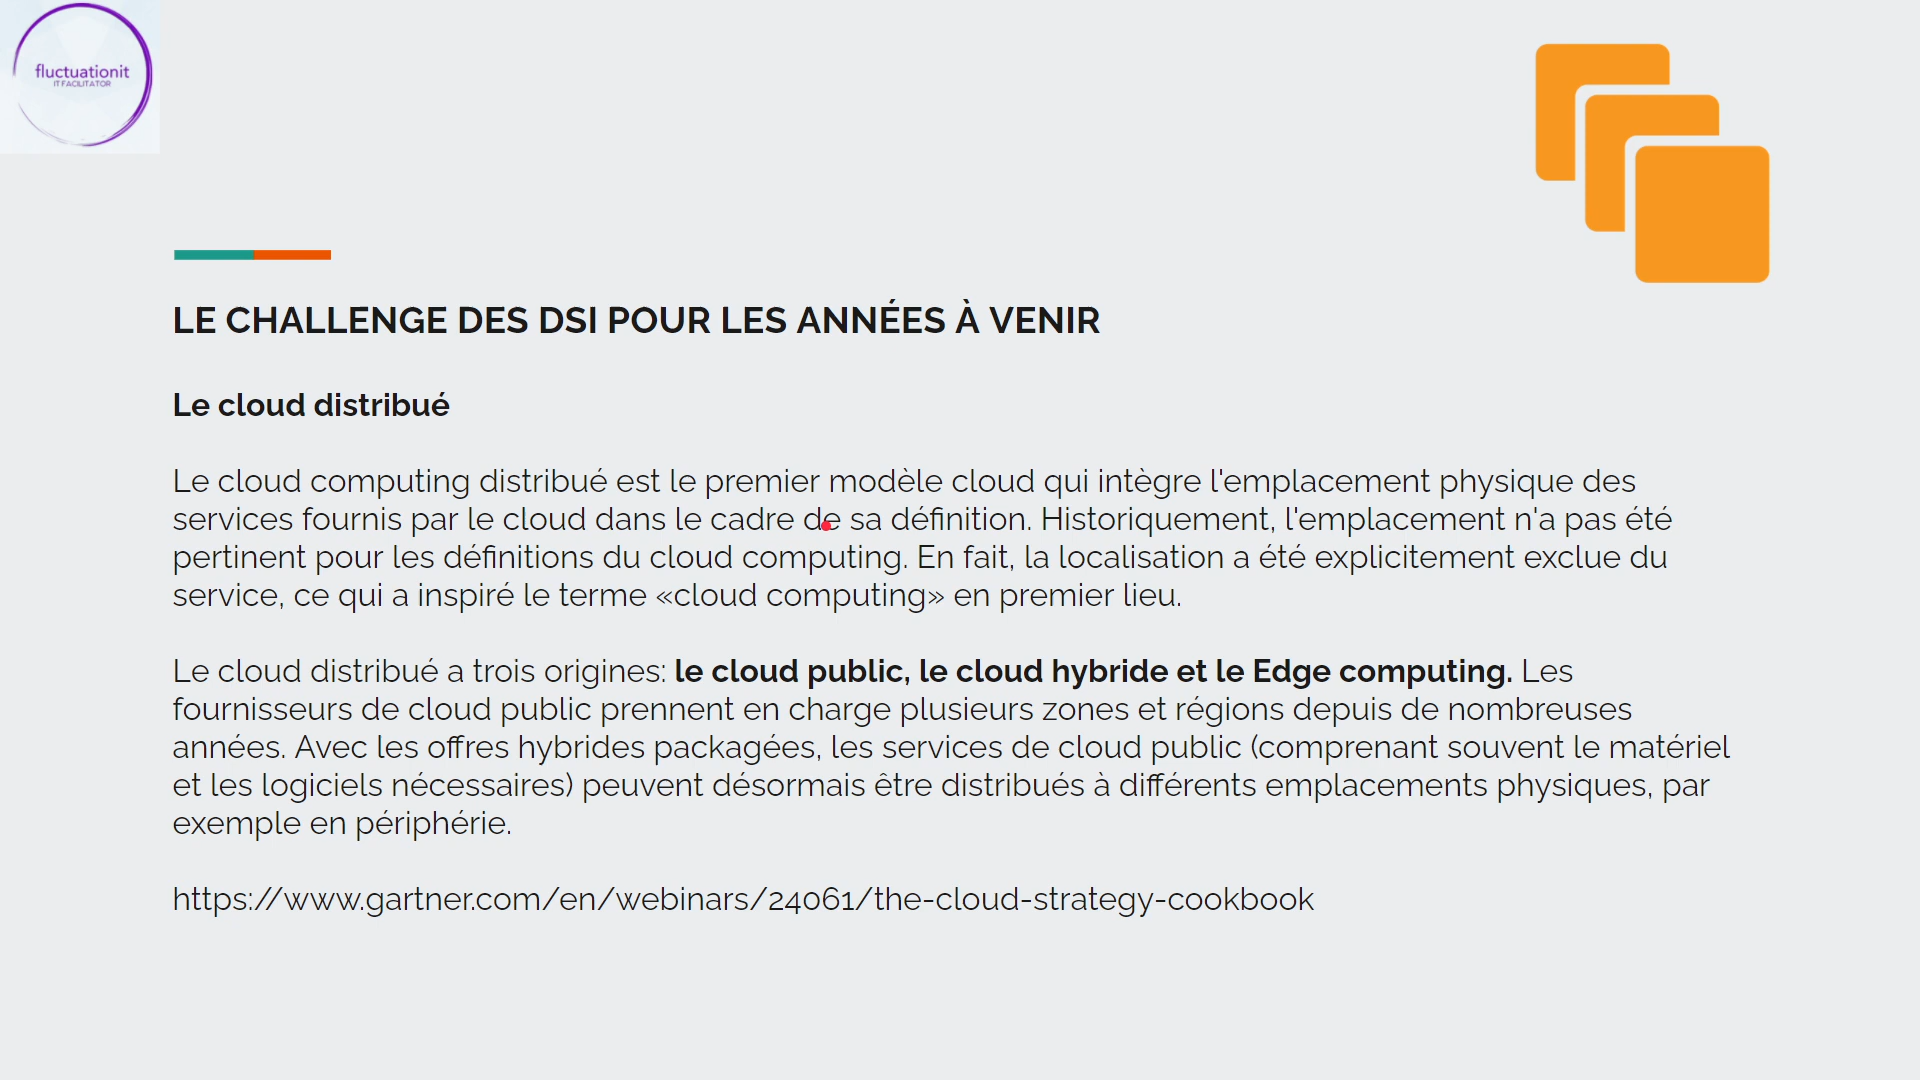 fluctuationit
IT FACILITATOR
LE CHALLENGE DES DSI POUR LES ANNÉES À VENIR
Le cloud distribué
Le cloud computing distribué est le premier modèle cloud qui intègre l'emplacement physique des
services fournis par le cloud dans le cadre de sa définition. Historiquement, l'emplacement n'a pas été
pertinent pour les définitions du cloud computing. En fait, la localisation a été explicitement exclue du
service, ce qui a inspiré le terme «cloud computing» en premier lieu.
Le cloud distribué a trois origines: le cloud public, le cloud hybride et le Edge computing. Les
fournisseurs de cloud public prennent en charge plusieurs zones et régions depuis de nombreuses
années. Avec les offres hybrides packagées, les services de cloud public (comprenant souvent le matériel
et les logiciels nécessaires) peuvent désormais être distribués à différents emplacements physiques, par
exemple en périphérie.
https://www.gartner.com/en/webinars/24061/the-cloud-strategy-cookbook